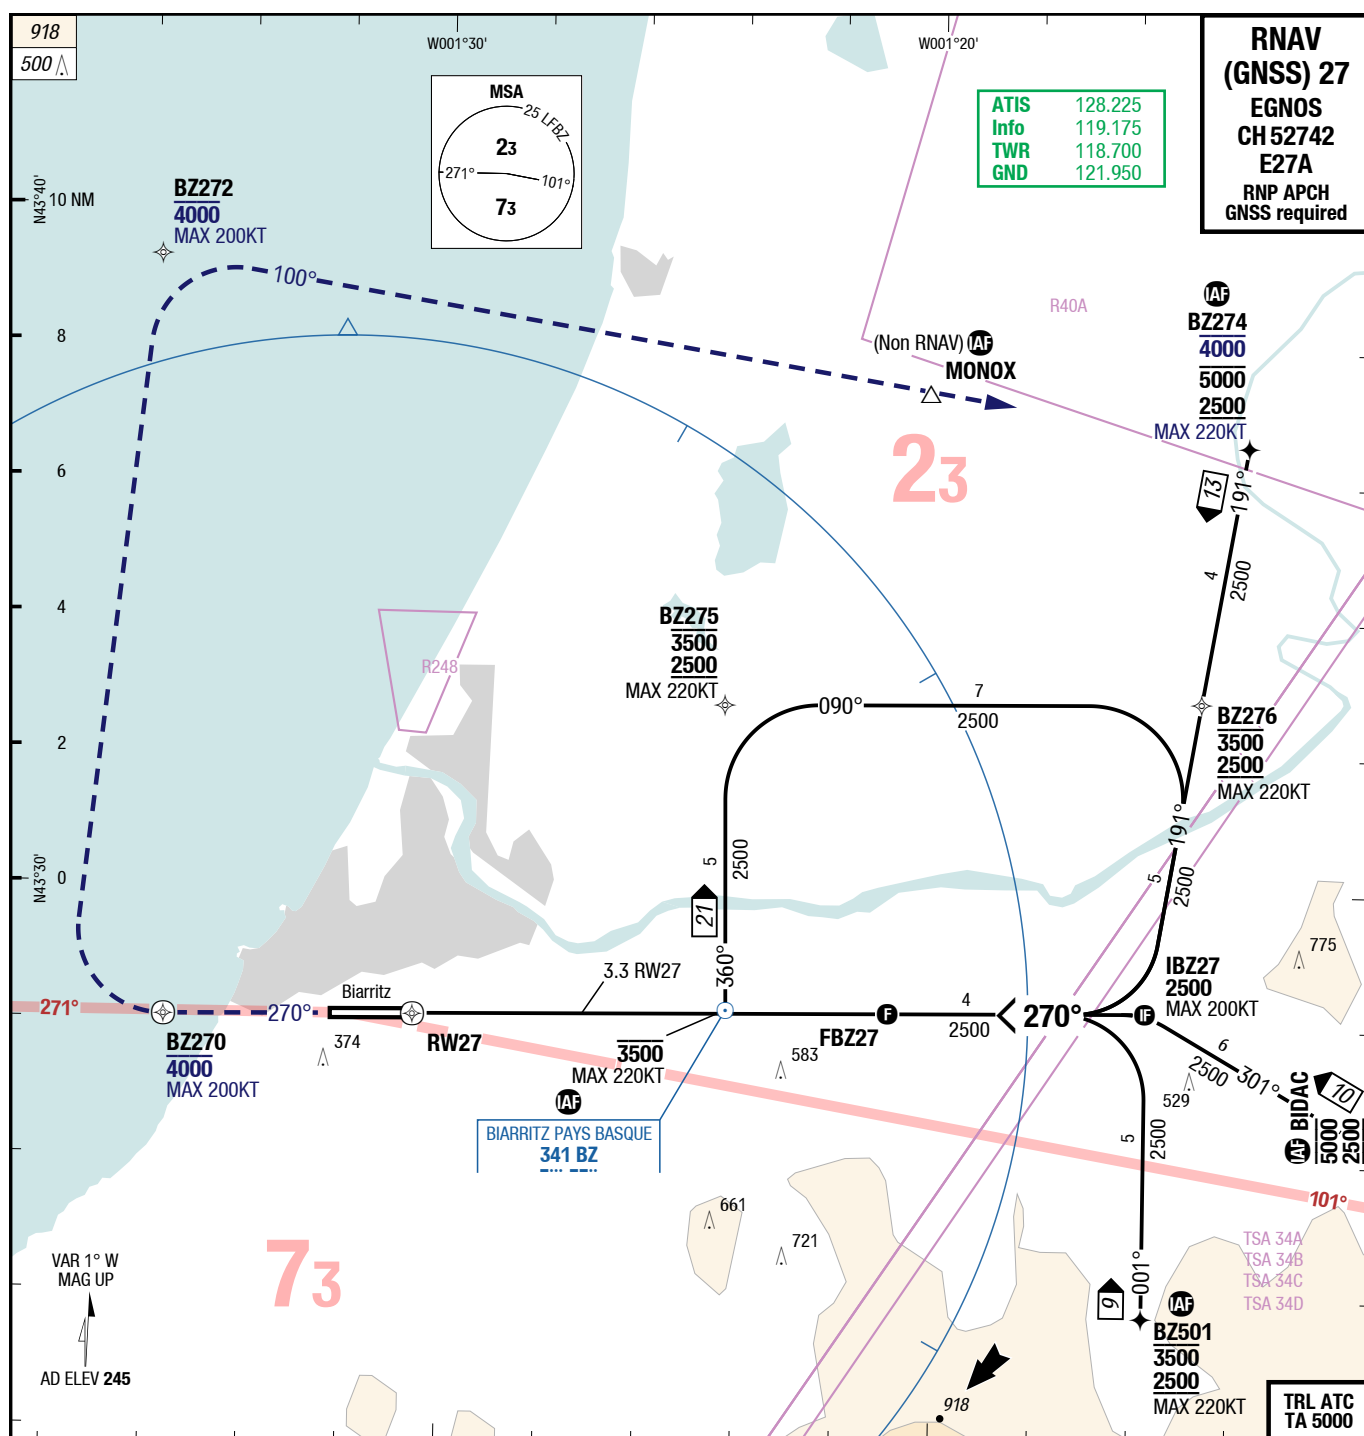 918
500
W001°30'
W001°20'
RNAV
(GNSS) 27
EGNOS
CH 52742
E27A
RNP APCH
GNSS required
MSA
25 LFBZ
23
271°
101°
73
ATIS 128.225
Info 119.175
TWR 118.700
GND 121.950
N43°40'
10 NM
BZ272
4000
MAX 200KT
100°
R40A
IAF
BZ274
4000
5000
2500
MAX 220KT
8
(Non RNAV) IAF
MONOX
23
6
13
191°
4
2500
4
BZ275
3500
2500
MAX 220KT
R248
090°
7
2500
BZ276
3500
2500
MAX 220KT
2
191°
5
2500
5
2500
N43°30'
0
21
360°
775
IBZ27
2500
MAX 200KT
3.3 RW27
271°
Biarritz
270°
4
2500
270°
IF
F
FBZ27
RW27
BZ270
4000
MAX 200KT
374
3500
MAX 220KT
583
6
2500
301°
10
529
IAF BIDAC
5000
2500
IAF
BIARRITZ PAYS BASQUE
341 BZ
5
2500
101°
661
721
73
TSA 34A
TSA 34B
TSA 34C
TSA 34D
VAR 1° W
MAG UP
AD ELEV 245
001°
9
IAF
BZ501
3500
2500
MAX 220KT
918
TRL ATC
TA 5000